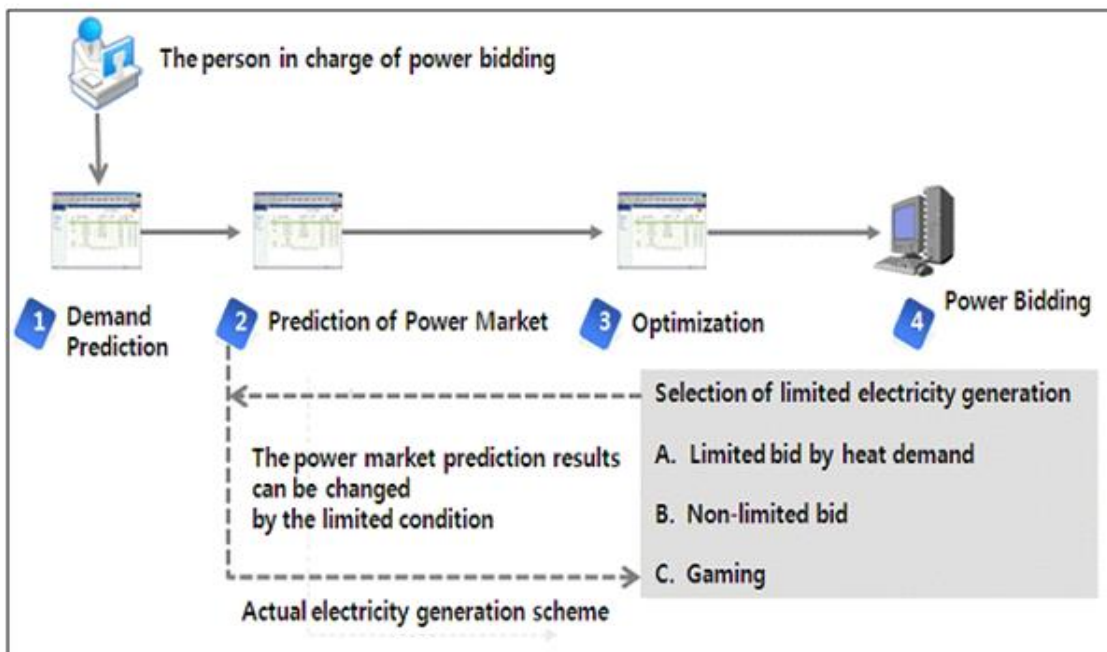 The person in charge of power bidding
1 Demand
Prediction
2 Prediction of Power Market
3 Optimization
4 Power Bidding
Selection of limited electricity generation
A. Limited bid by heat demand
B. Non-limited bid
C. Gaming
The power market prediction results
can be changed
by the limited condition
Actual electricity generation scheme